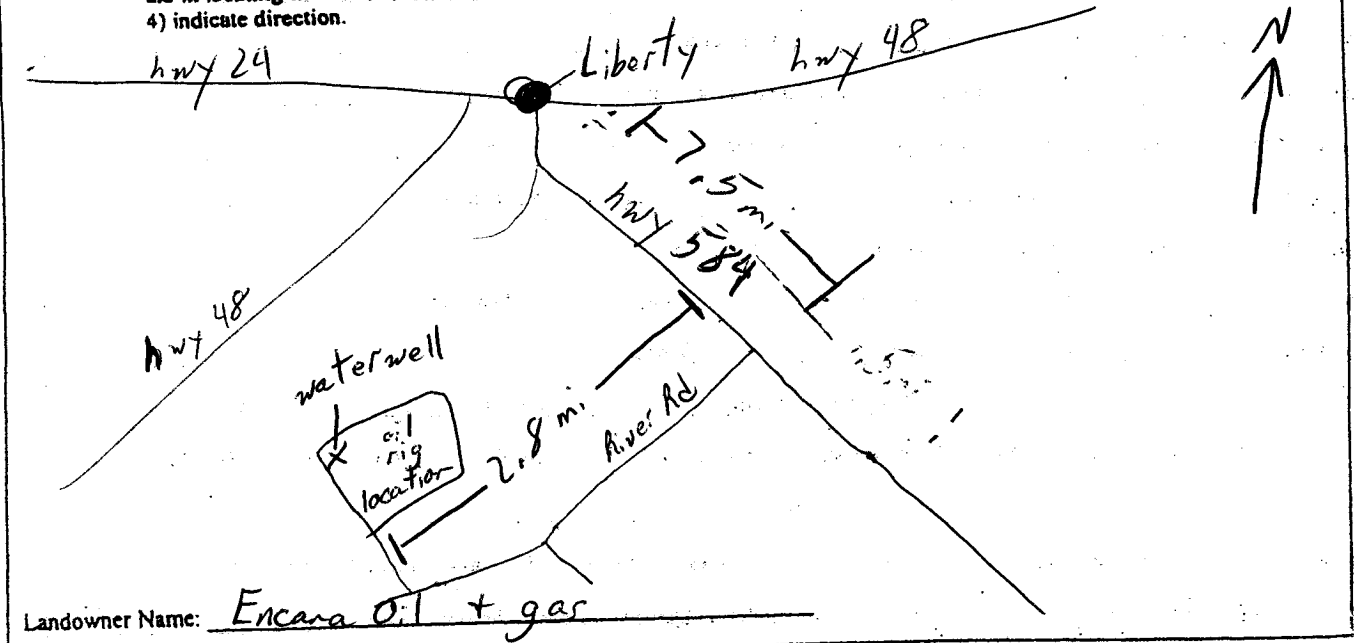 4) indicate direction.
hwy 24
Liberty
hwy 48
N
7.5 mi
hwy 584
hwy 48
waterwell
oil
rig
location
2.8 mi
River Rd
Landowner Name: Encana Oil + gas